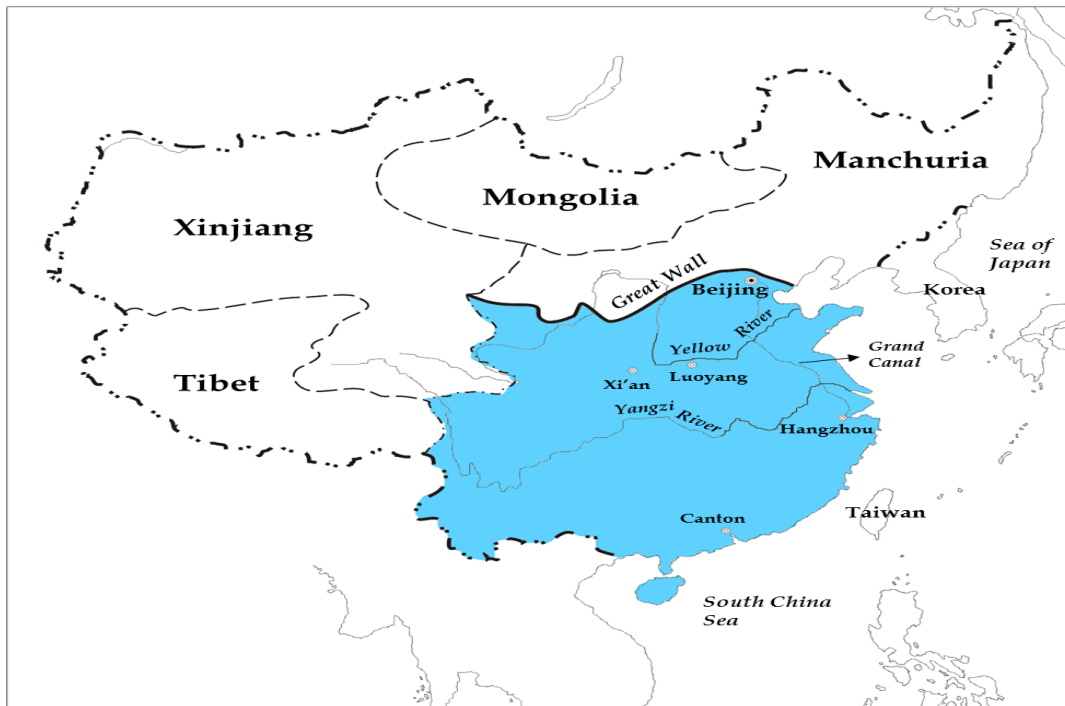 Manchuria
Mongolia
Xinjiang
Sea of
Japan
Great Wall
Beijing
Korea
Yellow River
Grand
Canal
Tibet
Xi'an
Luoyang
Yangzi River
Hangzhou
Canton
Taiwan
South China
Sea